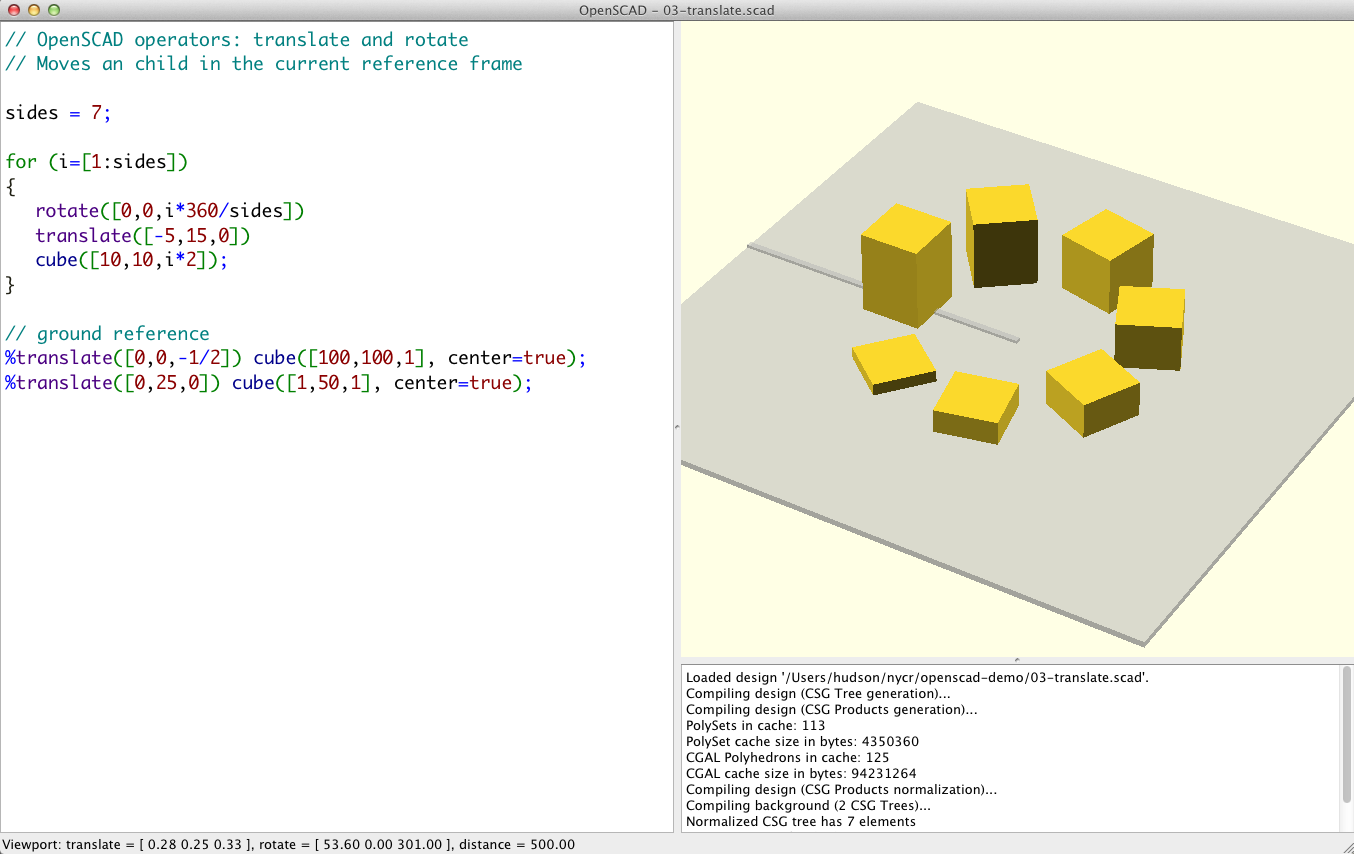 OpenSCAD - 03-translate.scad
// OpenSCAD operators: translate and rotate
// Moves an child in the current reference frame
sides = 7;
for (i=[1:sides])
{
rotate([0,0,i*360/sides])
translate([-5,15,0])
cube([10,10,i*2]);
}
// ground reference
%translate([0,0,-1/2]) cube([100,100,1], center=true);
%translate([0,25,0]) cube([1,50,1], center=true);
Loaded design '/Users/hudson/nycr/openscad-demo/03-translate.scad'.
Compiling design (CSG Tree generation)...
Compiling design (CSG Products generation)...
PolySets in cache: 113
PolySet cache size in bytes: 4350360
CGAL Polyhedrons in cache: 125
CGAL cache size in bytes: 94231264
Compiling design (CSG Products normalization)...
Compiling background (2 CSG Trees)...
Normalized CSG tree has 7 elements
Viewport: translate = [ 0.28 0.25 0.33 ], rotate = [ 53.60 0.00 301.00 ], distance = 500.00